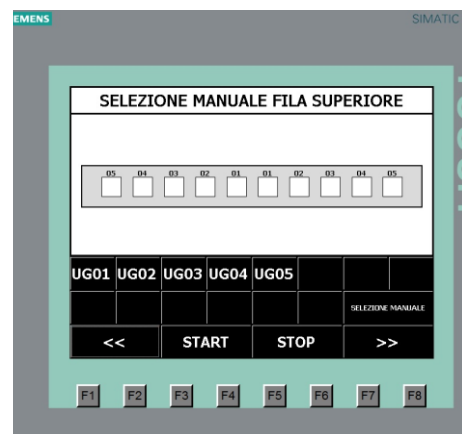 EMENS
SIMATIC
SELEZIONE MANUALE FILA SUPERIORE
05 04 03 02 01 01 02 03 04 05
UG01 UG02 UG03 UG04 UG05
SELEZIONE MANUALE
<< START STOP >>
F1 F2 F3 F4 F5 F6 F7 F8